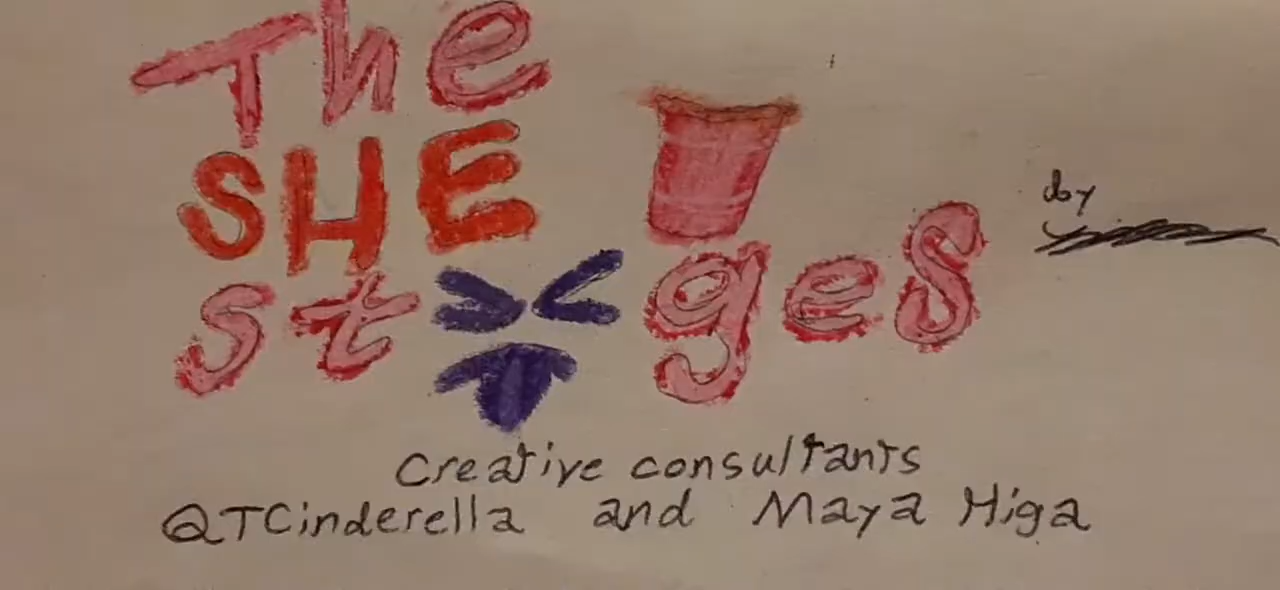 The
SHE
st><ges
by
Creative consultants
QTCinderella and Maya Higa